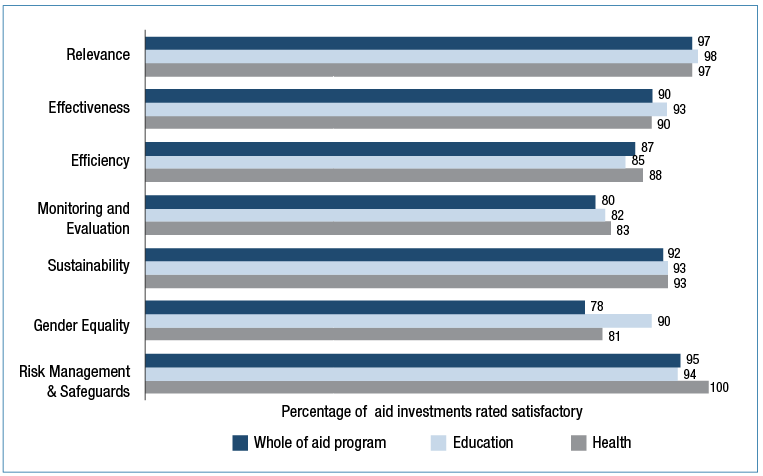 Relevance
97
98
97
Effectiveness
90
93
90
Efficiency
87
85
88
Monitoring and
Evaluation
80
82
83
Sustainability
92
93
93
Gender Equality
78
90
81
Risk Management
& Safeguards
95
94
100
Percentage of aid investments rated satisfactory
Whole of aid program
Education
Health